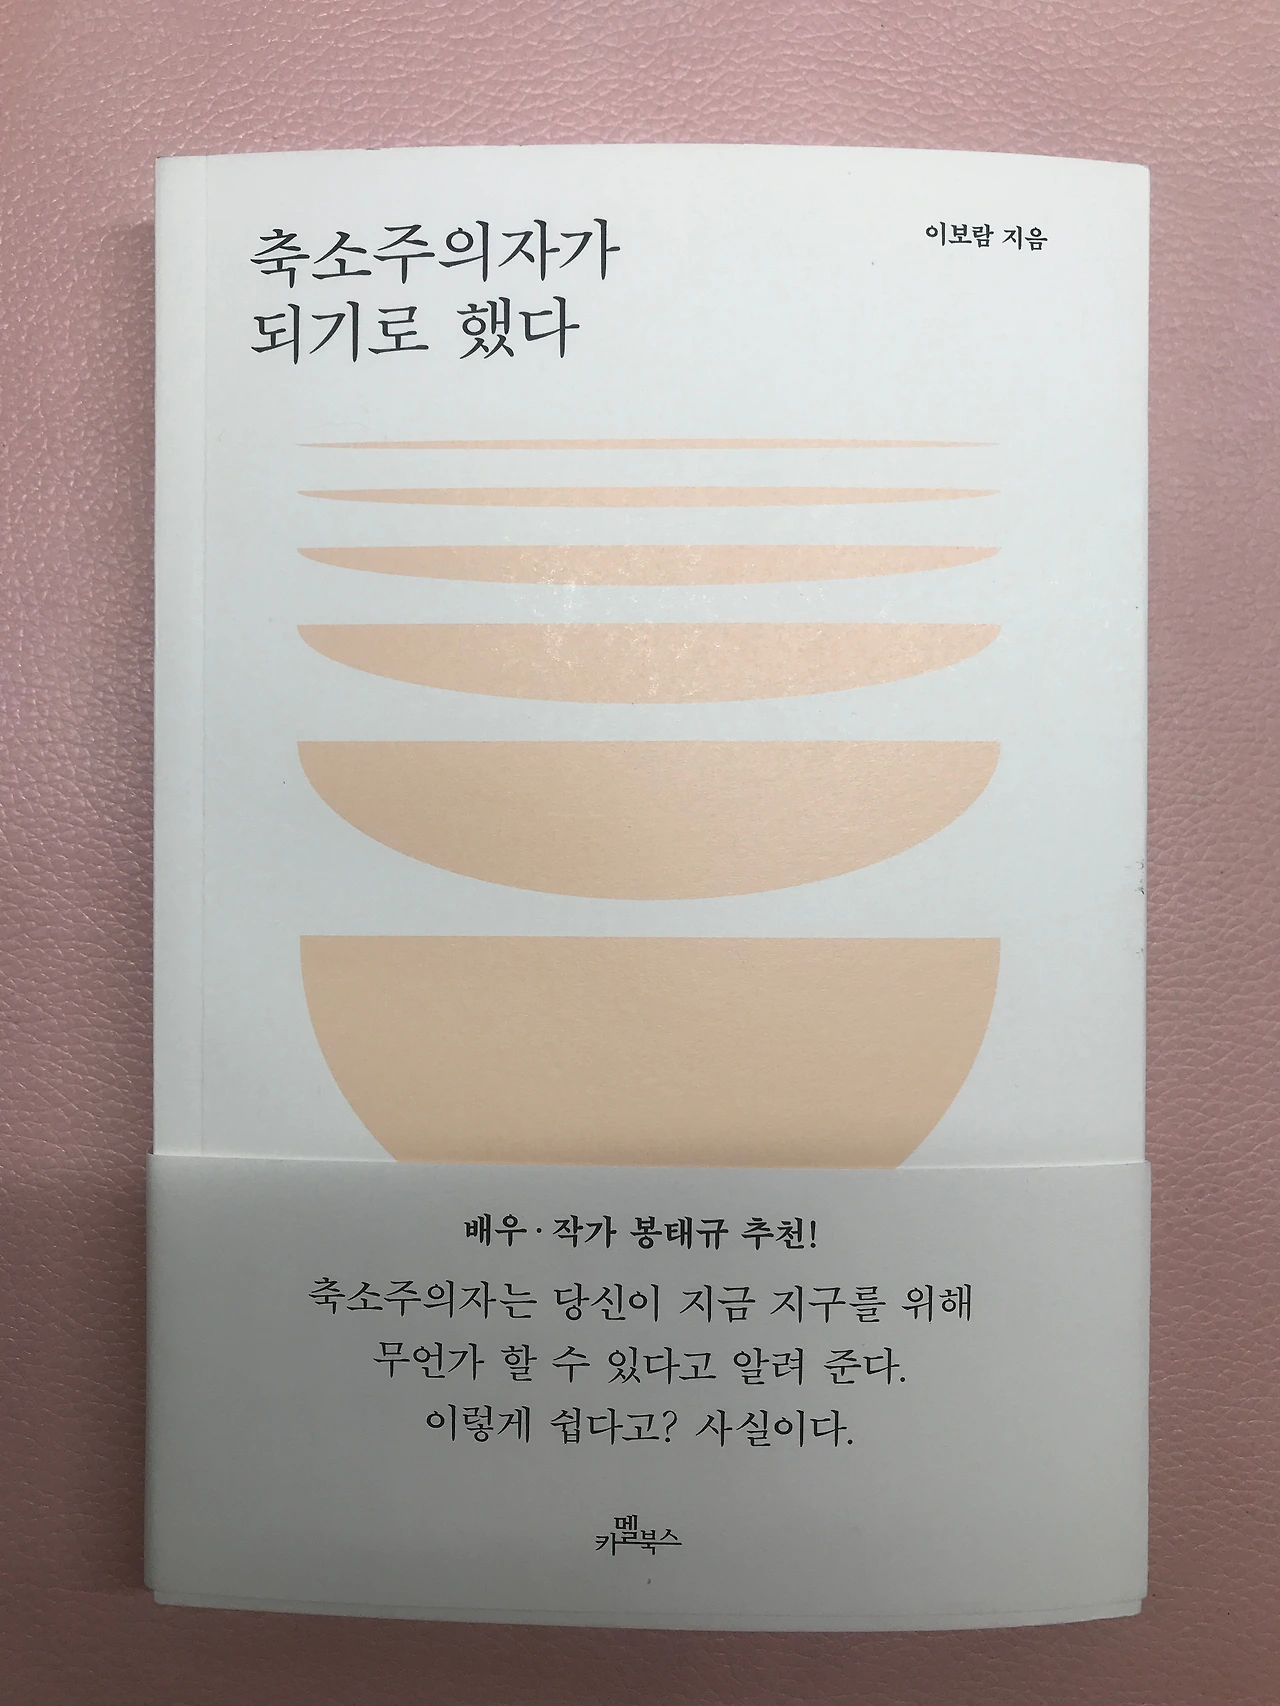 축소주의자가
되기로 했다
이보람 지음
배우·작가 봉태규 추천!
축소주의자는 당신이 지금 지구를 위해
무언가 할 수 있다고 알려 준다.
이렇게 쉽다고? 사실이다.
카멜북스